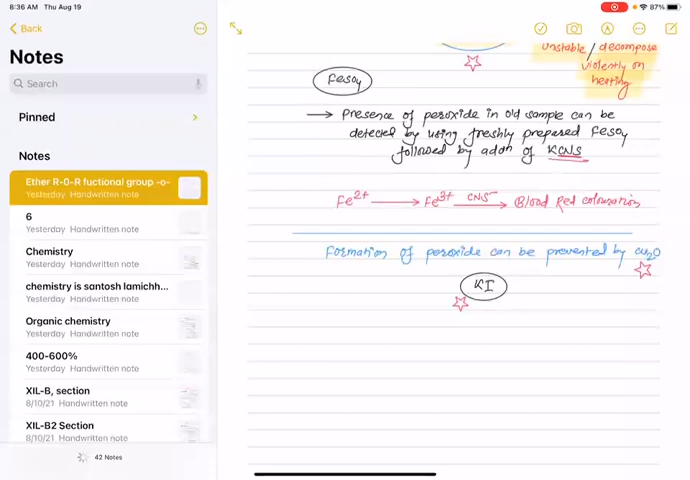 8:36 AM Thu Aug 19
87%
Back
Notes
Search
Pinned
Notes
Ether R-O-R fuctional group -o-
Yesterday Handwritten note
6
Yesterday Handwritten note
Chemistry
Yesterday Handwritten note
chemistry is santosh lamichh...
Yesterday Handwritten note
Organic chemistry
Yesterday Handwritten note
400-600%
Yesterday Handwritten note
XIL-B, section
8/10/21 Handwritten note
XIL-B2 Section
8/10/21 Handwritten note
42 Notes
unstable / decompose
violently on
heating
FeSO4
→ Presence of peroxide in old sample can be
detected by using freshly prepared FeSO4
followed by addn of KCNS
Fe2+ → Fe3+ CNS- → Blood Red colouration
Formation of peroxide can be prevented by Cu2O
KI